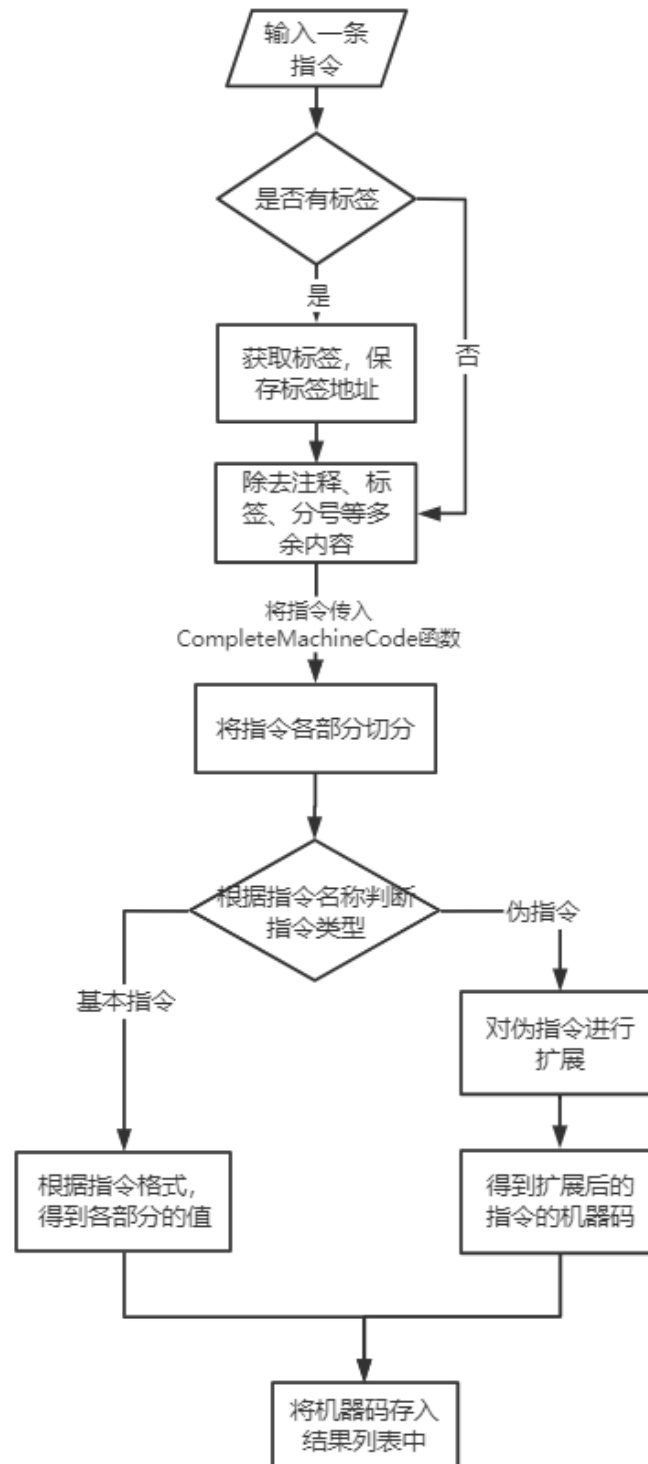 输入一条
指令
是否有标签
是
否
获取标签，保
存标签地址
除去注释、标
签、分号等多
余内容
将指令传入
CompleteMachineCode函数
将指令各部分切分
根据指令名称判断
指令类型
伪指令
基本指令
对伪指令进行
扩展
根据指令格式，
得到各部分的值
得到扩展后的
指令的机器码
将机器码存入
结果列表中